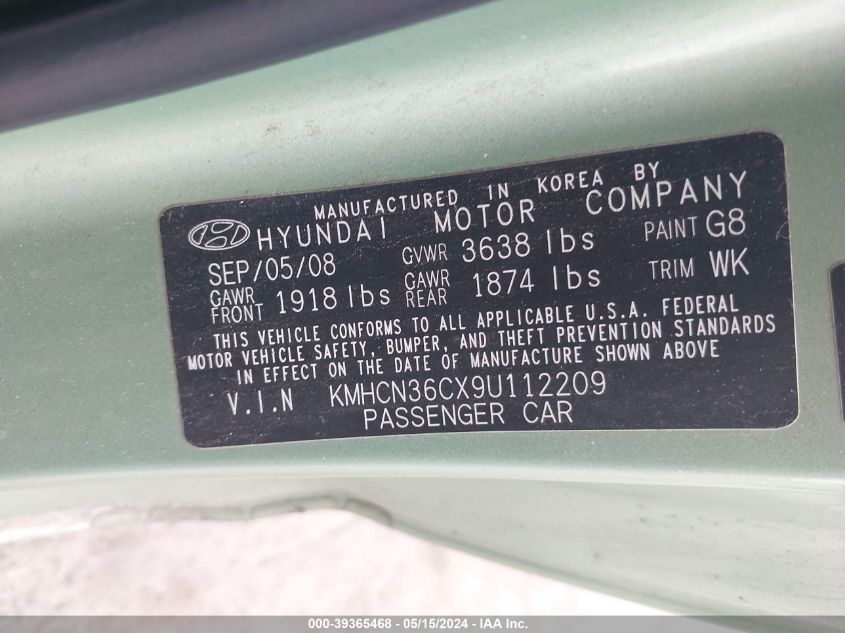 MANUFACTURED IN KOREA BY
HYUNDAI MOTOR COMPANY
SEP/05/08 GVWR 3638 lbs PAINT G8
GAWR FRONT 1918 lbs GAWR REAR 1874 lbs TRIM WK
THIS VEHICLE CONFORMS TO ALL APPLICABLE U.S.A. FEDERAL
MOTOR VEHICLE SAFETY, BUMPER, AND THEFT PREVENTION STANDARDS
IN EFFECT ON THE DATE OF MANUFACTURE SHOWN ABOVE
V.I.N KMHCN36CX9U112209
PASSENGER CAR
000-39365468 - 05/15/2024 - IAA Inc.